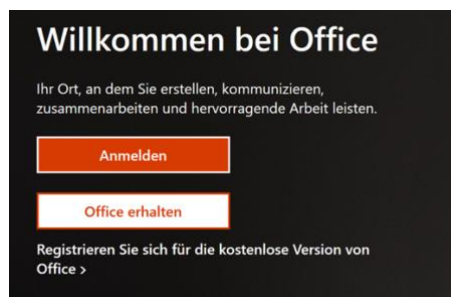 Willkommen bei Office
Ihr Ort, an dem Sie erstellen, kommunizieren,
zusammenarbeiten und hervorragende Arbeit leisten.
Anmelden
Office erhalten
Registrieren Sie sich für die kostenlose Version von
Office >